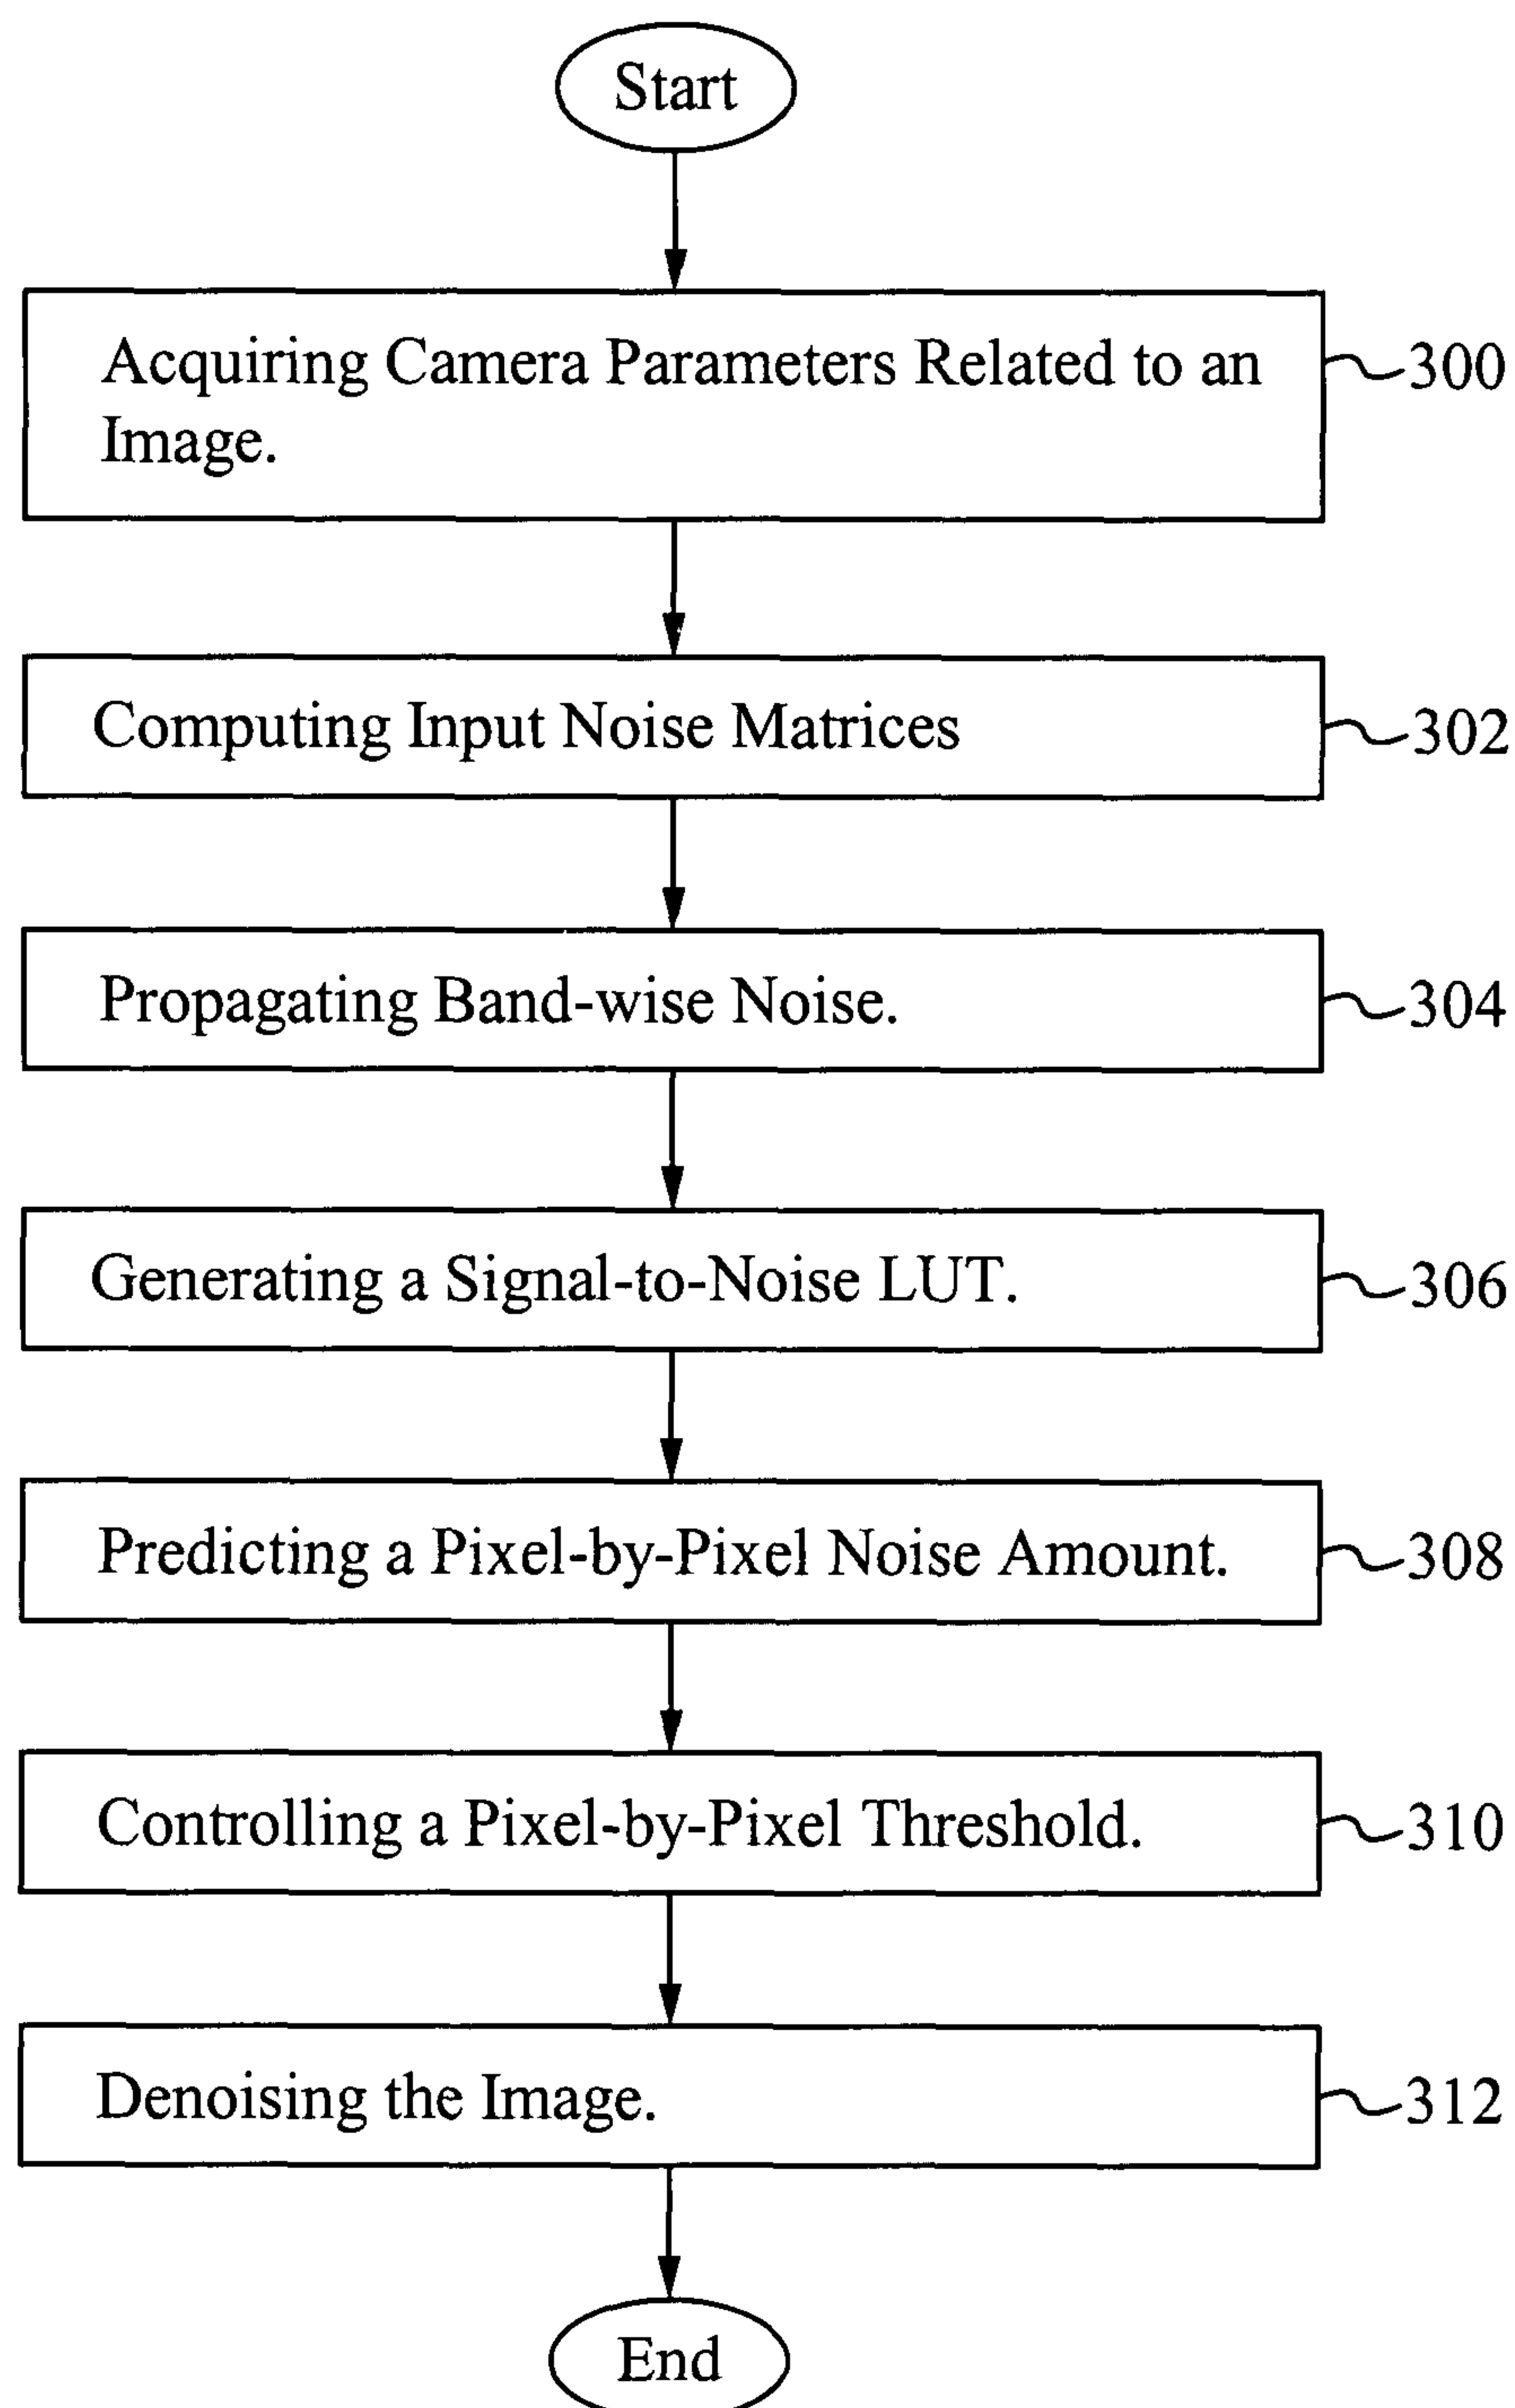 Start
Acquiring Camera Parameters Related to an
Image.
300
Computing Input Noise Matrices
302
Propagating Band-wise Noise.
304
Generating a Signal-to-Noise LUT.
306
Predicting a Pixel-by-Pixel Noise Amount.
308
Controlling a Pixel-by-Pixel Threshold.
310
Denoising the Image.
312
End